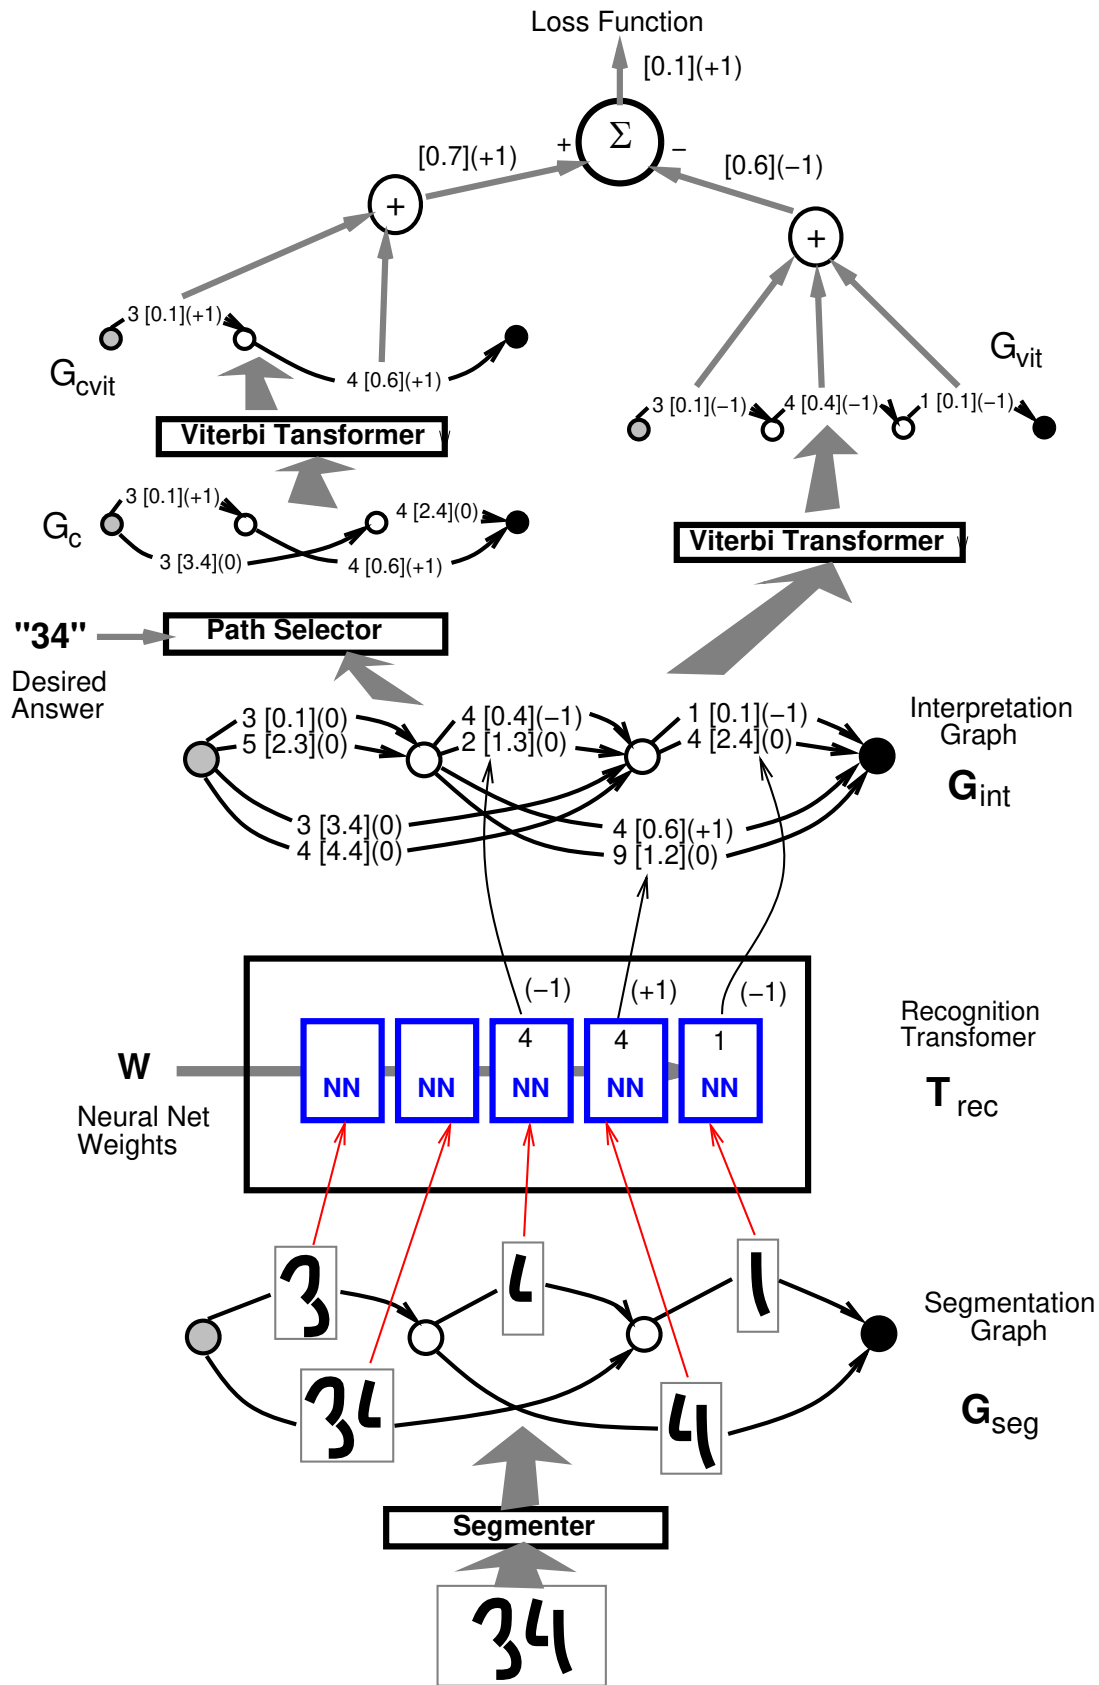 Loss Function
[0.1](+1)
Σ
+
−
[0.7](+1)
[0.6](−1)
+
+
3 [0.1](+1)
4 [0.6](+1)
G cvit
G vit
3 [0.1](−1)
4 [0.4](−1)
1 [0.1](−1)
Viterbi Tansformer
3 [0.1](+1)
4 [2.4](0)
G c
3 [3.4](0)
4 [0.6](+1)
Viterbi Transformer
"34"
Path Selector
Desired
Answer
3 [0.1](0)
4 [0.4](−1)
1 [0.1](−1)
5 [2.3](0)
2 [1.3](0)
4 [2.4](0)
Interpretation
Graph
G int
3 [3.4](0)
4 [0.6](+1)
4 [4.4](0)
9 [1.2](0)
(−1)
(+1)
(−1)
4
4
1
NN
NN
NN
NN
NN
W
Neural Net
Weights
Recognition
Transfomer
T rec
3
4
1
34
4
Segmentation
Graph
G seg
Segmenter
34